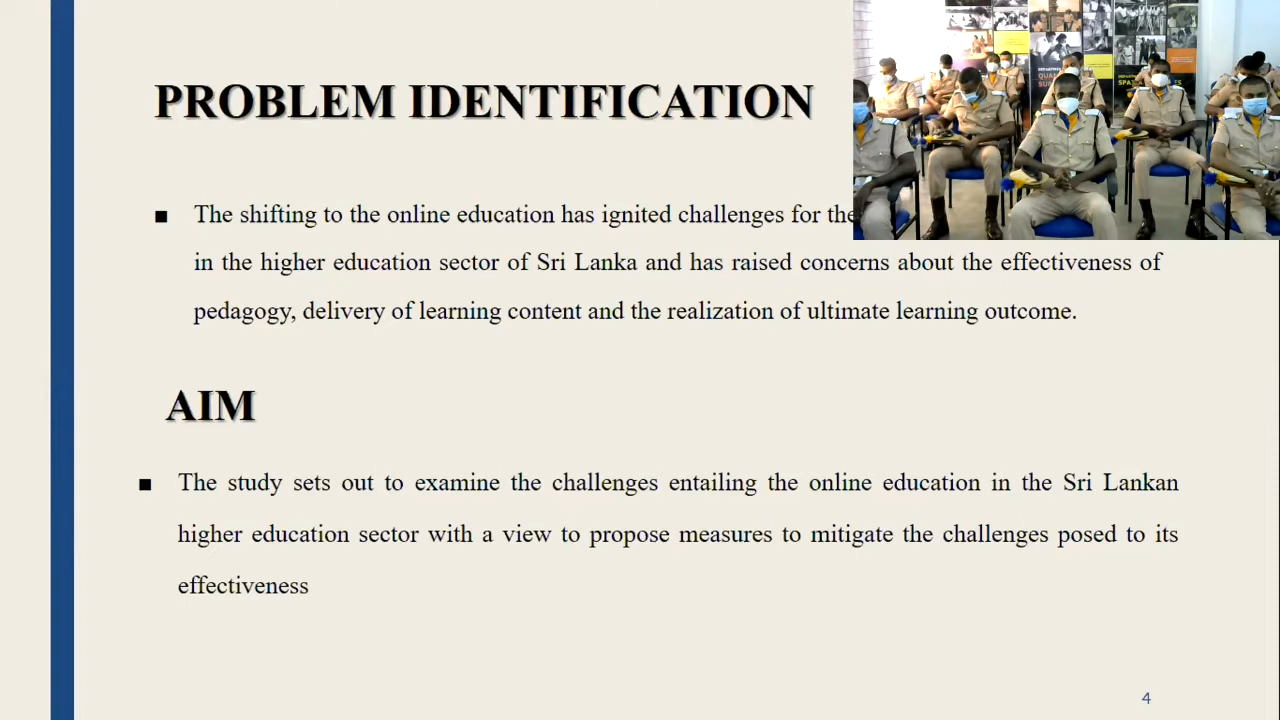 PROBLEM IDENTIFICATION
■ The shifting to the online education has ignited challenges for the
in the higher education sector of Sri Lanka and has raised concerns about the effectiveness of
pedagogy, delivery of learning content and the realization of ultimate learning outcome.
AIM
■ The study sets out to examine the challenges entailing the online education in the Sri Lankan
higher education sector with a view to propose measures to mitigate the challenges posed to its
effectiveness
4